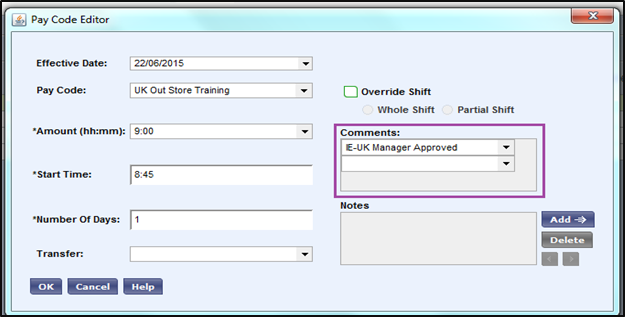 Pay Code Editor
Effective Date: 22/06/2015
Pay Code: UK Out Store Training
Override Shift
Whole Shift Partial Shift
*Amount (hh:mm): 9:00
Comments:
IE-UK Manager Approved
*Start Time: 8:45
*Number Of Days: 1
Notes
Add
Delete
Transfer:
OK Cancel Help